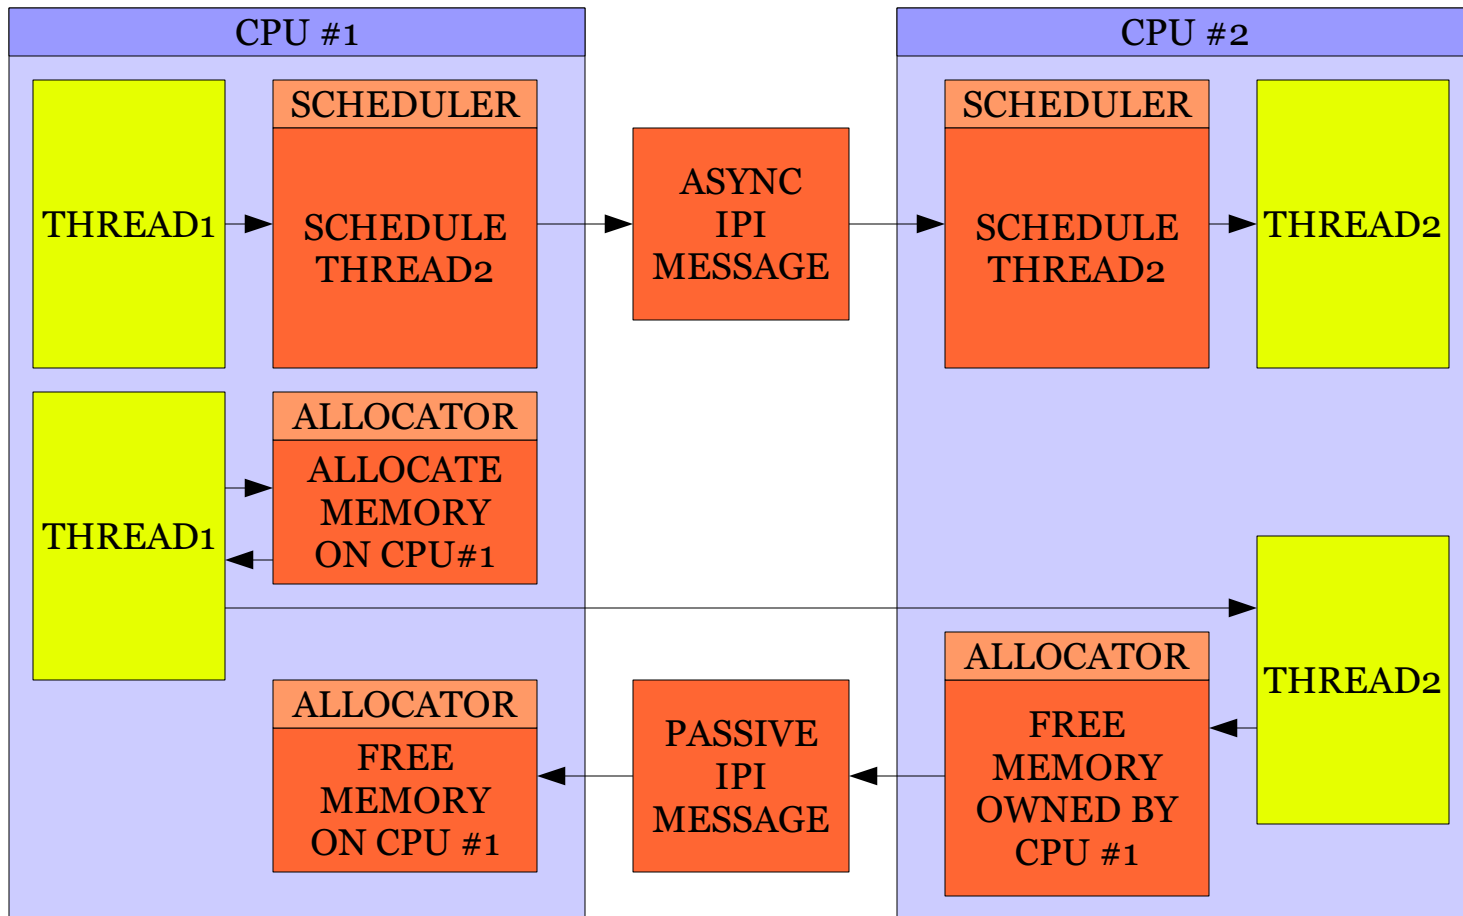 CPU #1
CPU #2
SCHEDULER
SCHEDULER
THREAD1
SCHEDULE
THREAD2
ASYNC
IPI
MESSAGE
SCHEDULE
THREAD2
THREAD2
ALLOCATOR
THREAD1
ALLOCATE
MEMORY
ON CPU#1
ALLOCATOR
THREAD2
ALLOCATOR
FREE
MEMORY
ON CPU #1
PASSIVE
IPI
MESSAGE
FREE
MEMORY
OWNED BY
CPU #1